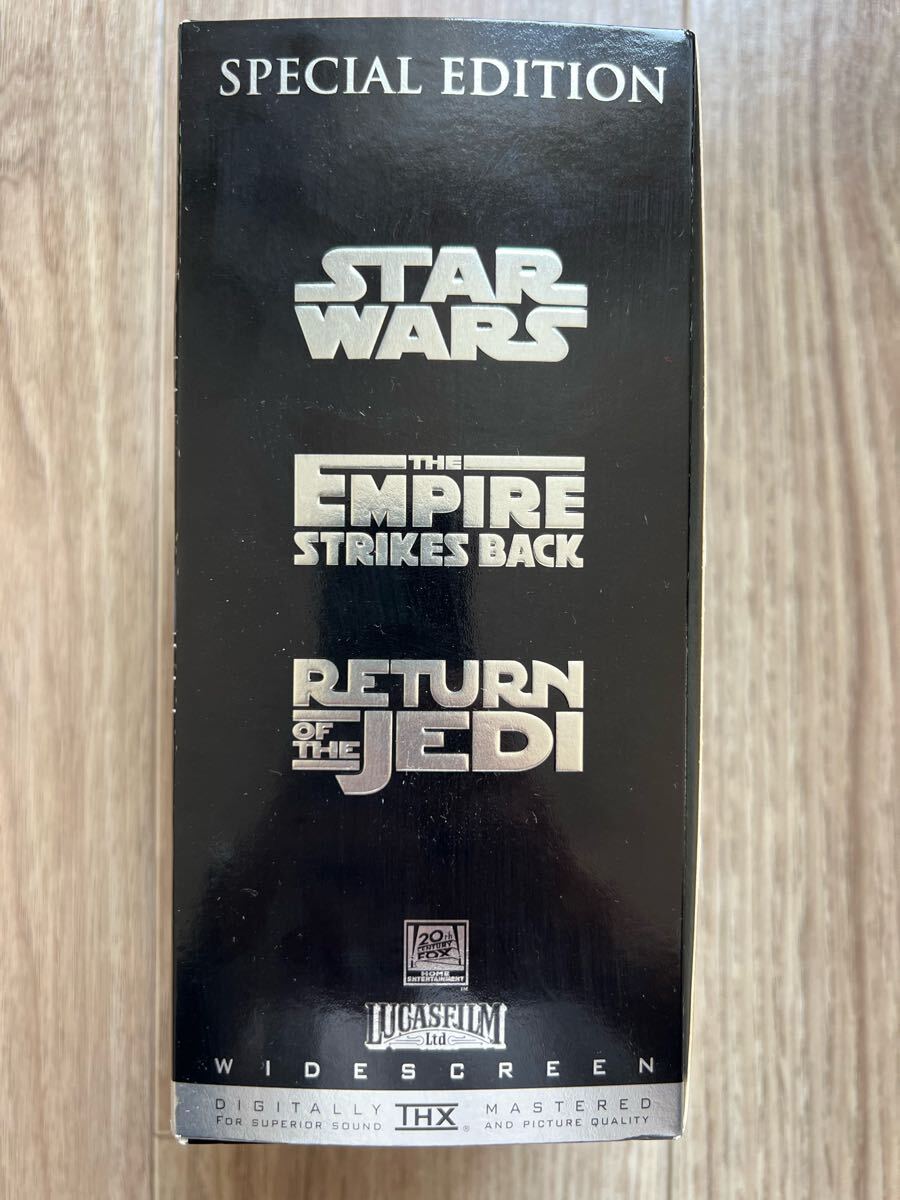 SPECIAL EDITION
STAR
WARS
THE
EMPIRE
STRIKES BACK
RETURN
OF THE JEDI
20th
CENTURY
FOX
HOME
ENTERTAINMENT
TM
LUCASFILM
Ltd
WIDESCREEN
DIGITALLY THX ® MASTERED
FOR SUPERIOR SOUND AND PICTURE QUALITY